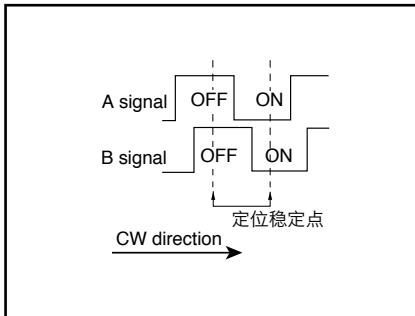 A signal OFF ON
B signal OFF ON
定位稳定点
CW direction